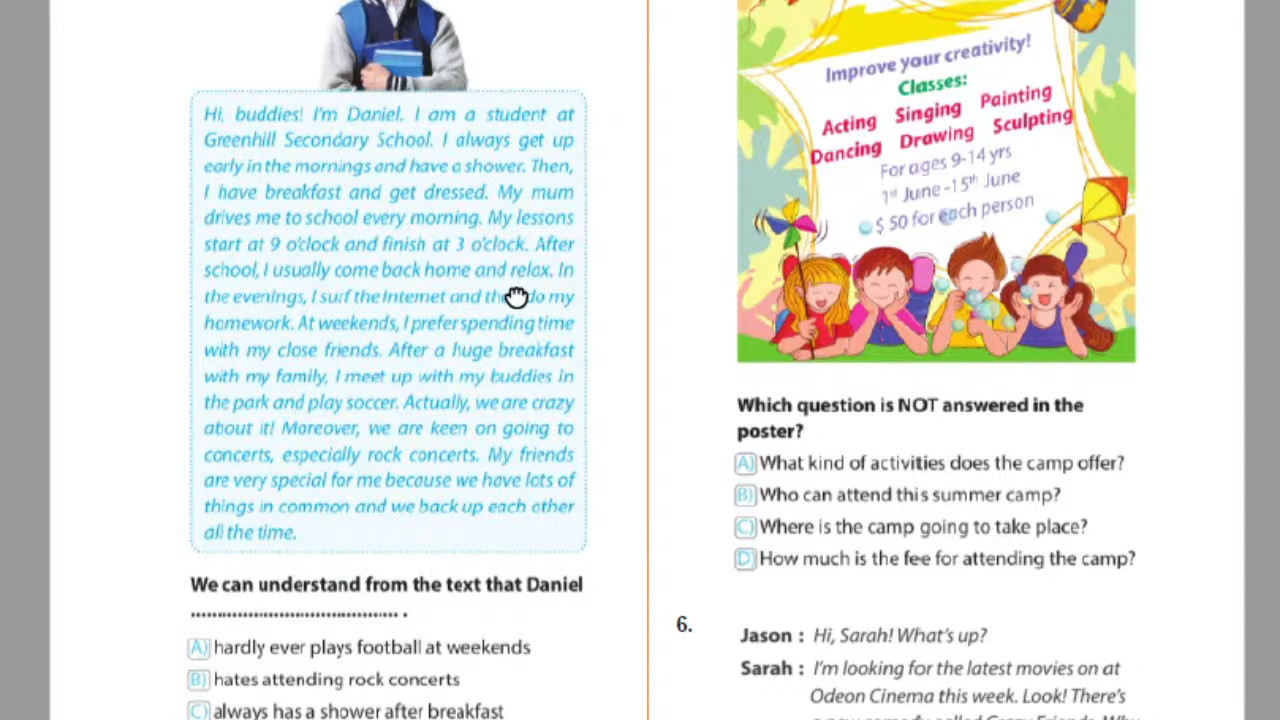 Hi, buddies! I'm Daniel. I am a student at
Greenhill Secondary School. I always get up
early in the mornings and have a shower. Then,
I have breakfast and get dressed. My mum
drives me to school every morning. My lessons
start at 9 o'clock and finish at 3 o'clock. After
school, I usually come back home and relax. In
the evenings, I surf the Internet and do my
homework. At weekends, I prefer spending time
with my close friends. After a huge breakfast
with my family, I meet up with my buddies in
the park and play soccer. Actually, we are crazy
about it! Moreover, we are keen on going to
concerts, especially rock concerts. My friends
are very special for me because we have lots of
things in common and we back up each other
all the time.
We can understand from the text that Daniel
.......................................... .
A) hardly ever plays football at weekends
B) hates attending rock concerts
C) always has a shower after breakfast
Improve your creativity!
Classes:
Acting Singing Painting
Dancing Drawing Sculpting
For ages 9-14 yrs
1st June -15th June
$ 50 for each person
Which question is NOT answered in the
poster?
A) What kind of activities does the camp offer?
B) Who can attend this summer camp?
C) Where is the camp going to take place?
D) How much is the fee for attending the camp?
6.
Jason : Hi, Sarah! What's up?
Sarah : I'm looking for the latest movies on at
Odeon Cinema this week. Look! There's
a new comedy called Crazy Friends. Why